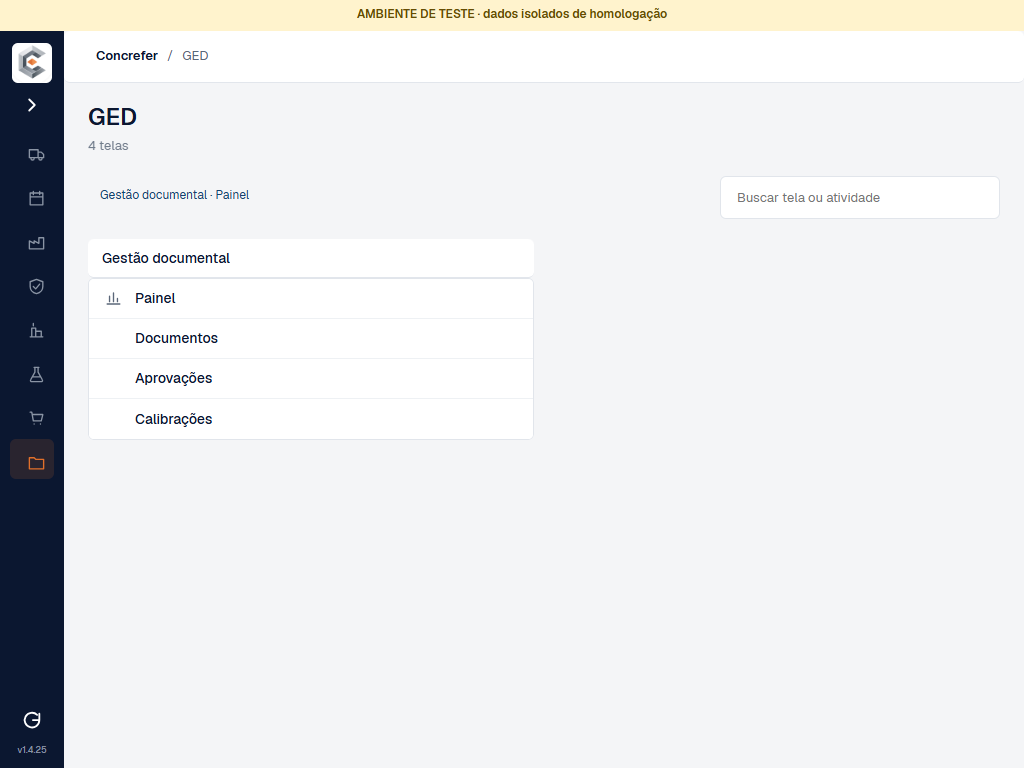 AMBIENTE DE TESTE · dados isolados de homologação
Concrefer / GED
GED
4 telas
Gestão documental · Painel
Buscar tela ou atividade
Gestão documental
Painel
Documentos
Aprovações
Calibrações
v1.4.25